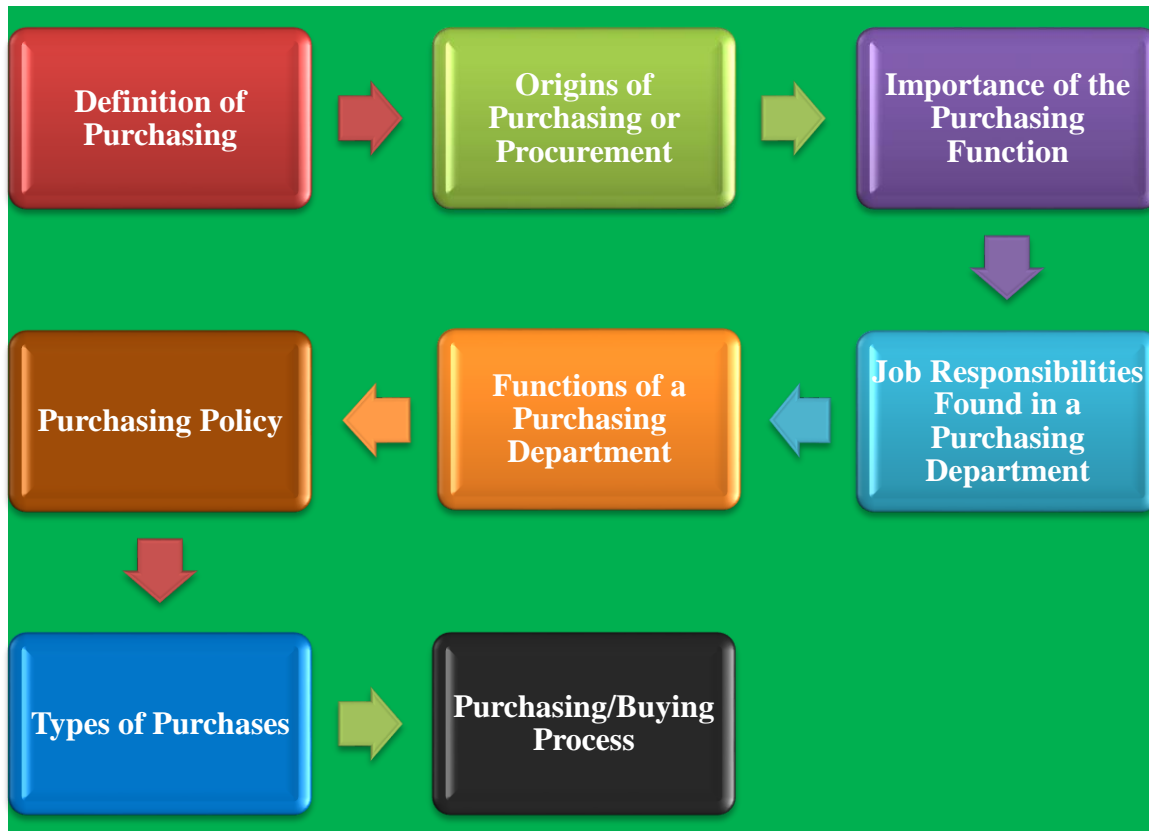 Definition of
Purchasing
Origins of
Purchasing or
Procurement
Importance of the
Purchasing
Function
Job Responsibilities
Found in a
Purchasing
Department
Functions of a
Purchasing
Department
Purchasing Policy
Types of Purchases
Purchasing/Buying
Process